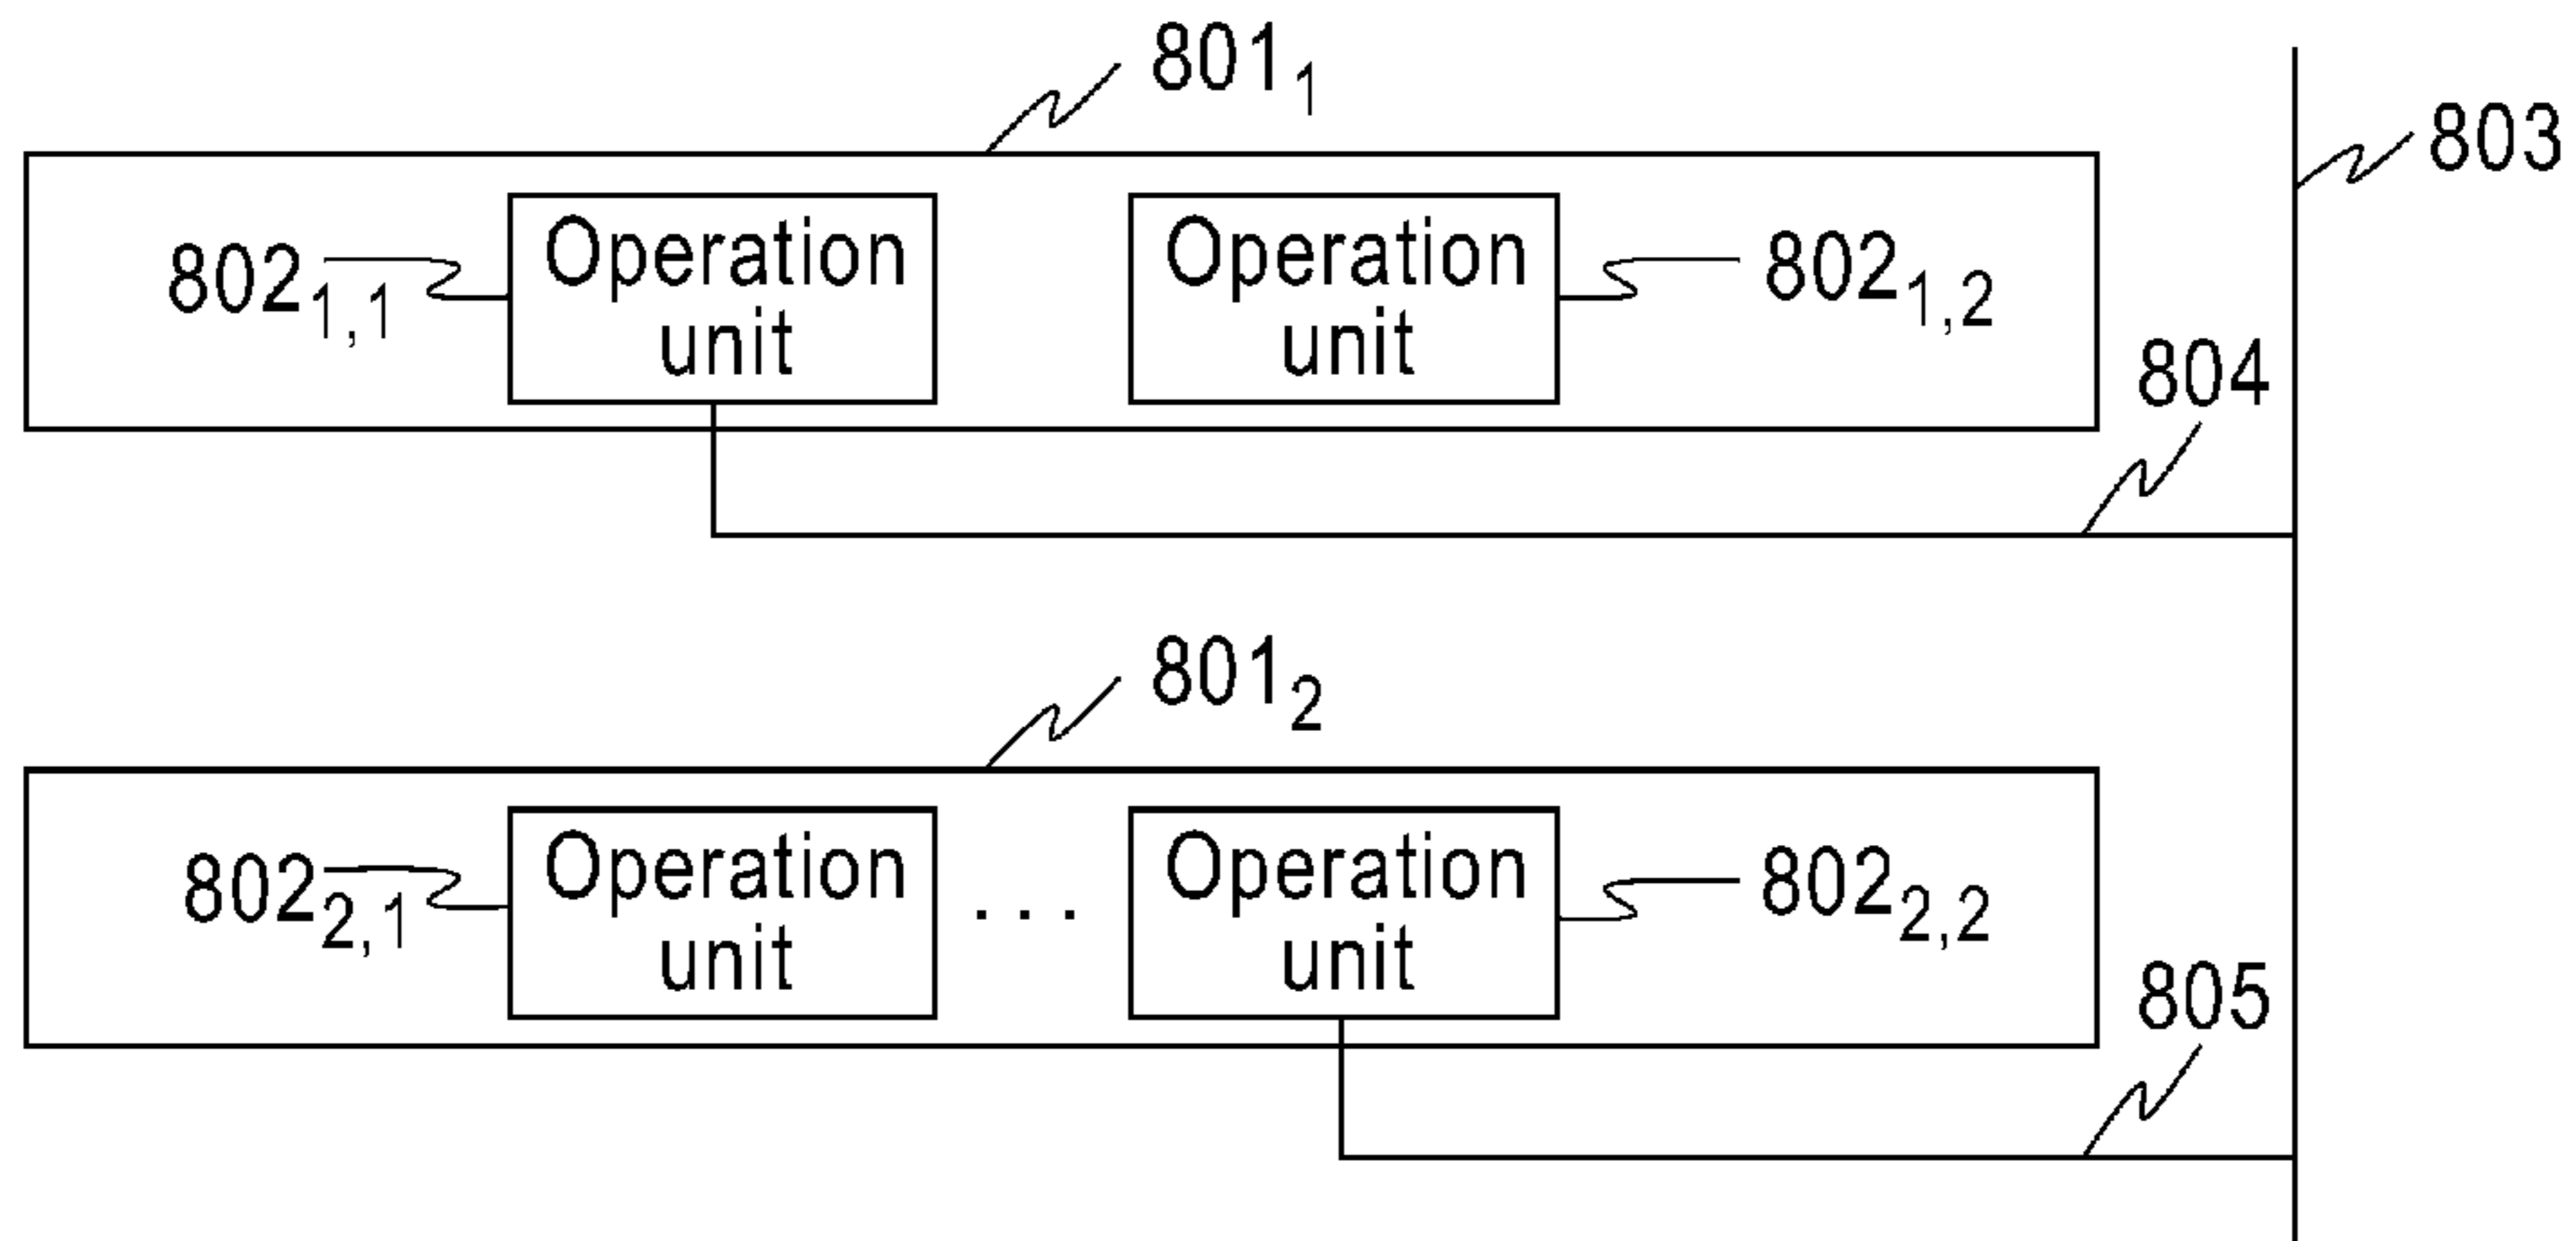 801₁
803
802₁,₁ Operation unit Operation unit 802₁,₂
804
801₂
802₂,₁ Operation unit ... Operation unit 802₂,₂
805